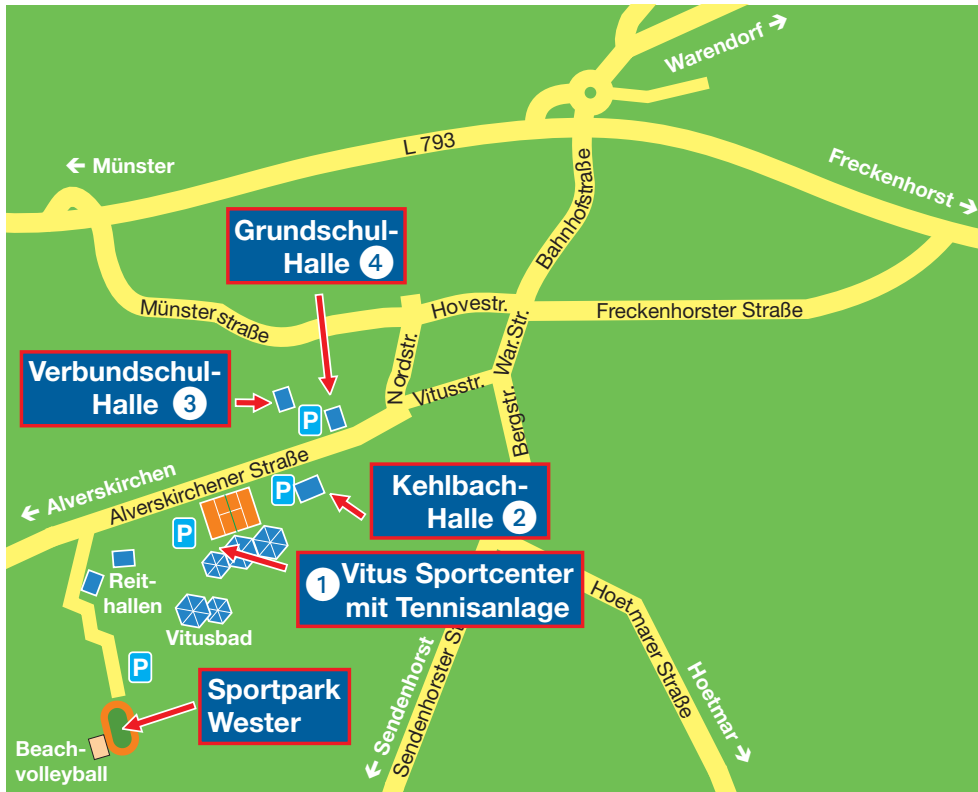 Warendorf →
← Münster
L 793
Freckenhorst →
Bahnhofstraße
Grundschul-
Halle 4
Münsterstraße
Hovestr.
Freckenhorster Straße
Nordstr.
War.Str.
Verbundschul-
Halle 3
P
Vitusstr.
Bergstr.
← Alverskirchen
Alverskirchener Straße
P
Kehlbach-
Halle 2
P
1 Vitus Sportcenter
mit Tennisanlage
Reit-
hallen
Vitusbad
Hoetmarer Straße
P
Sendenhorster St
← Sendenhorst
Hoetmar →
Sportpark
Wester
Beach-
volleyball